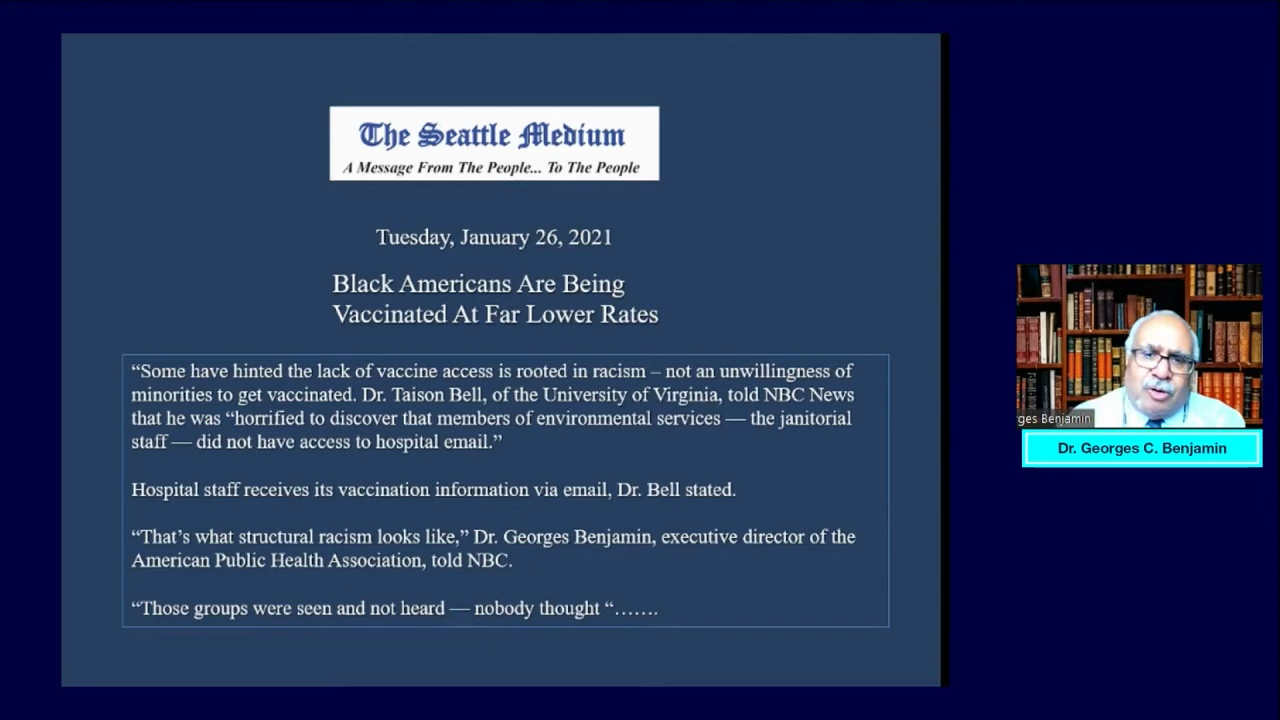 The Seattle Medium
A Message From The People... To The People
Tuesday, January 26, 2021
Black Americans Are Being
Vaccinated At Far Lower Rates
“Some have hinted the lack of vaccine access is rooted in racism – not an unwillingness of
minorities to get vaccinated. Dr. Taison Bell, of the University of Virginia, told NBC News
that he was “horrified to discover that members of environmental services — the janitorial
staff — did not have access to hospital email.”
Hospital staff receives its vaccination information via email, Dr. Bell stated.
“That’s what structural racism looks like,” Dr. Georges Benjamin, executive director of the
American Public Health Association, told NBC.
“Those groups were seen and not heard — nobody thought “…….
ges Benjamin
Dr. Georges C. Benjamin